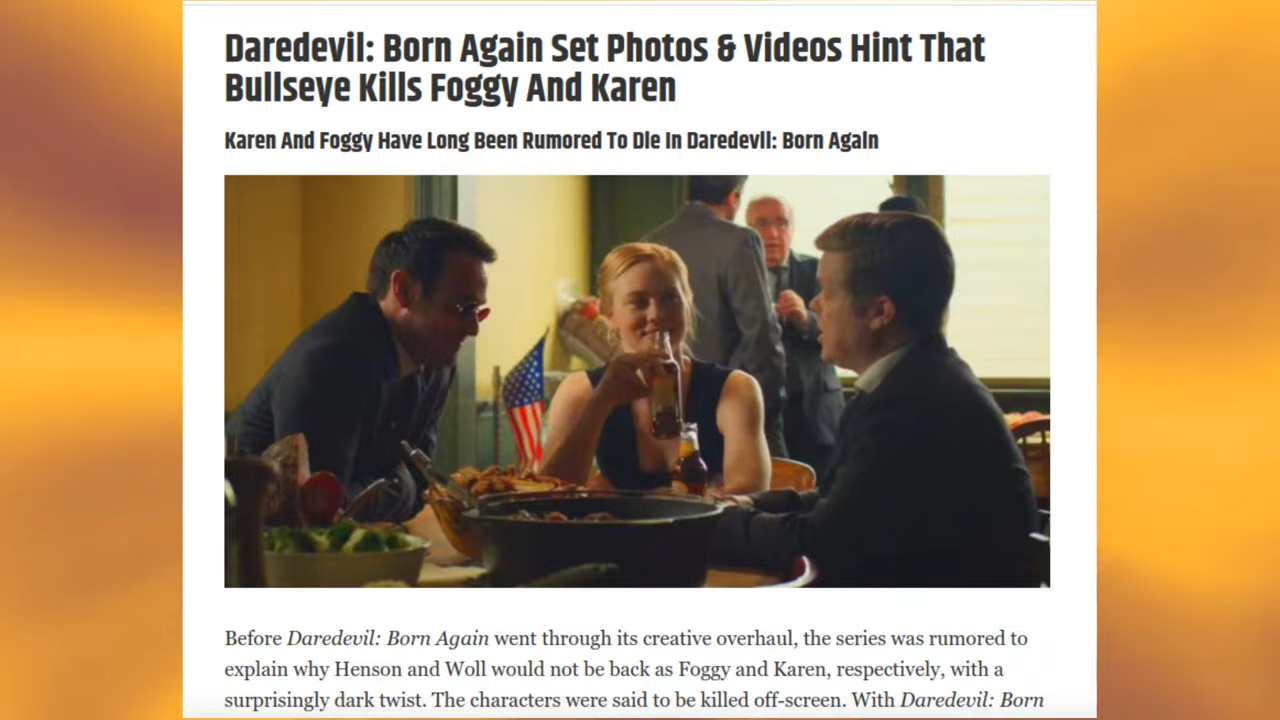 Daredevil: Born Again Set Photos & Videos Hint That
Bullseye Kills Foggy And Karen
Karen And Foggy Have Long Been Rumored To Die In Daredevil: Born Again
Before Daredevil: Born Again went through its creative overhaul, the series was rumored to
explain why Henson and Woll would not be back as Foggy and Karen, respectively, with a
surprisingly dark twist. The characters were said to be killed off-screen. With Daredevil: Born